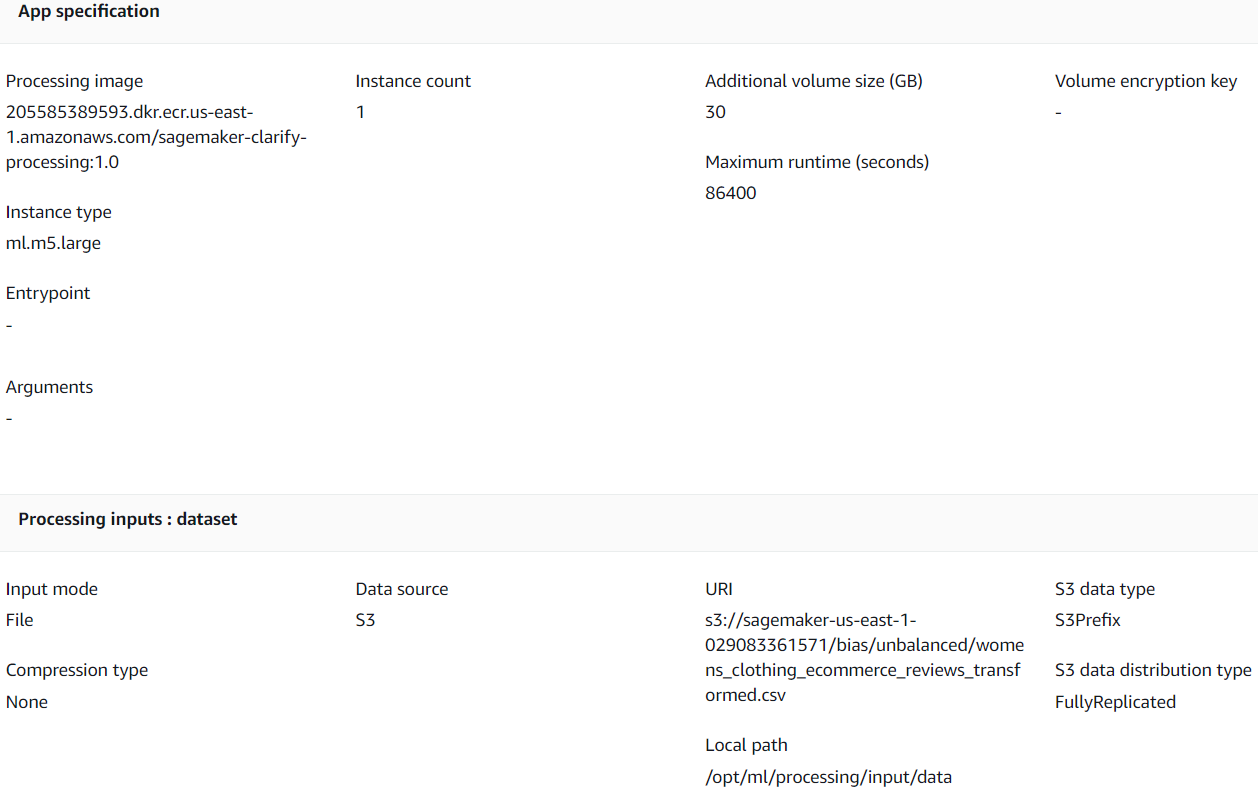 App specification
Processing image
205585389593.dkr.ecr.us-east-
1.amazonaws.com/sagemaker-clarify-
processing:1.0
Instance type
ml.m5.large
Entrypoint
-
Arguments
-
Instance count
1
Additional volume size (GB)
30
Maximum runtime (seconds)
86400
Volume encryption key
-
Processing inputs : dataset
Input mode
File
Compression type
None
Data source
S3
URI
s3://sagemaker-us-east-1-
029083361571/bias/unbalanced/wome
ns_clothing_ecommerce_reviews_transf
ormed.csv
Local path
/opt/ml/processing/input/data
S3 data type
S3Prefix
S3 data distribution type
FullyReplicated